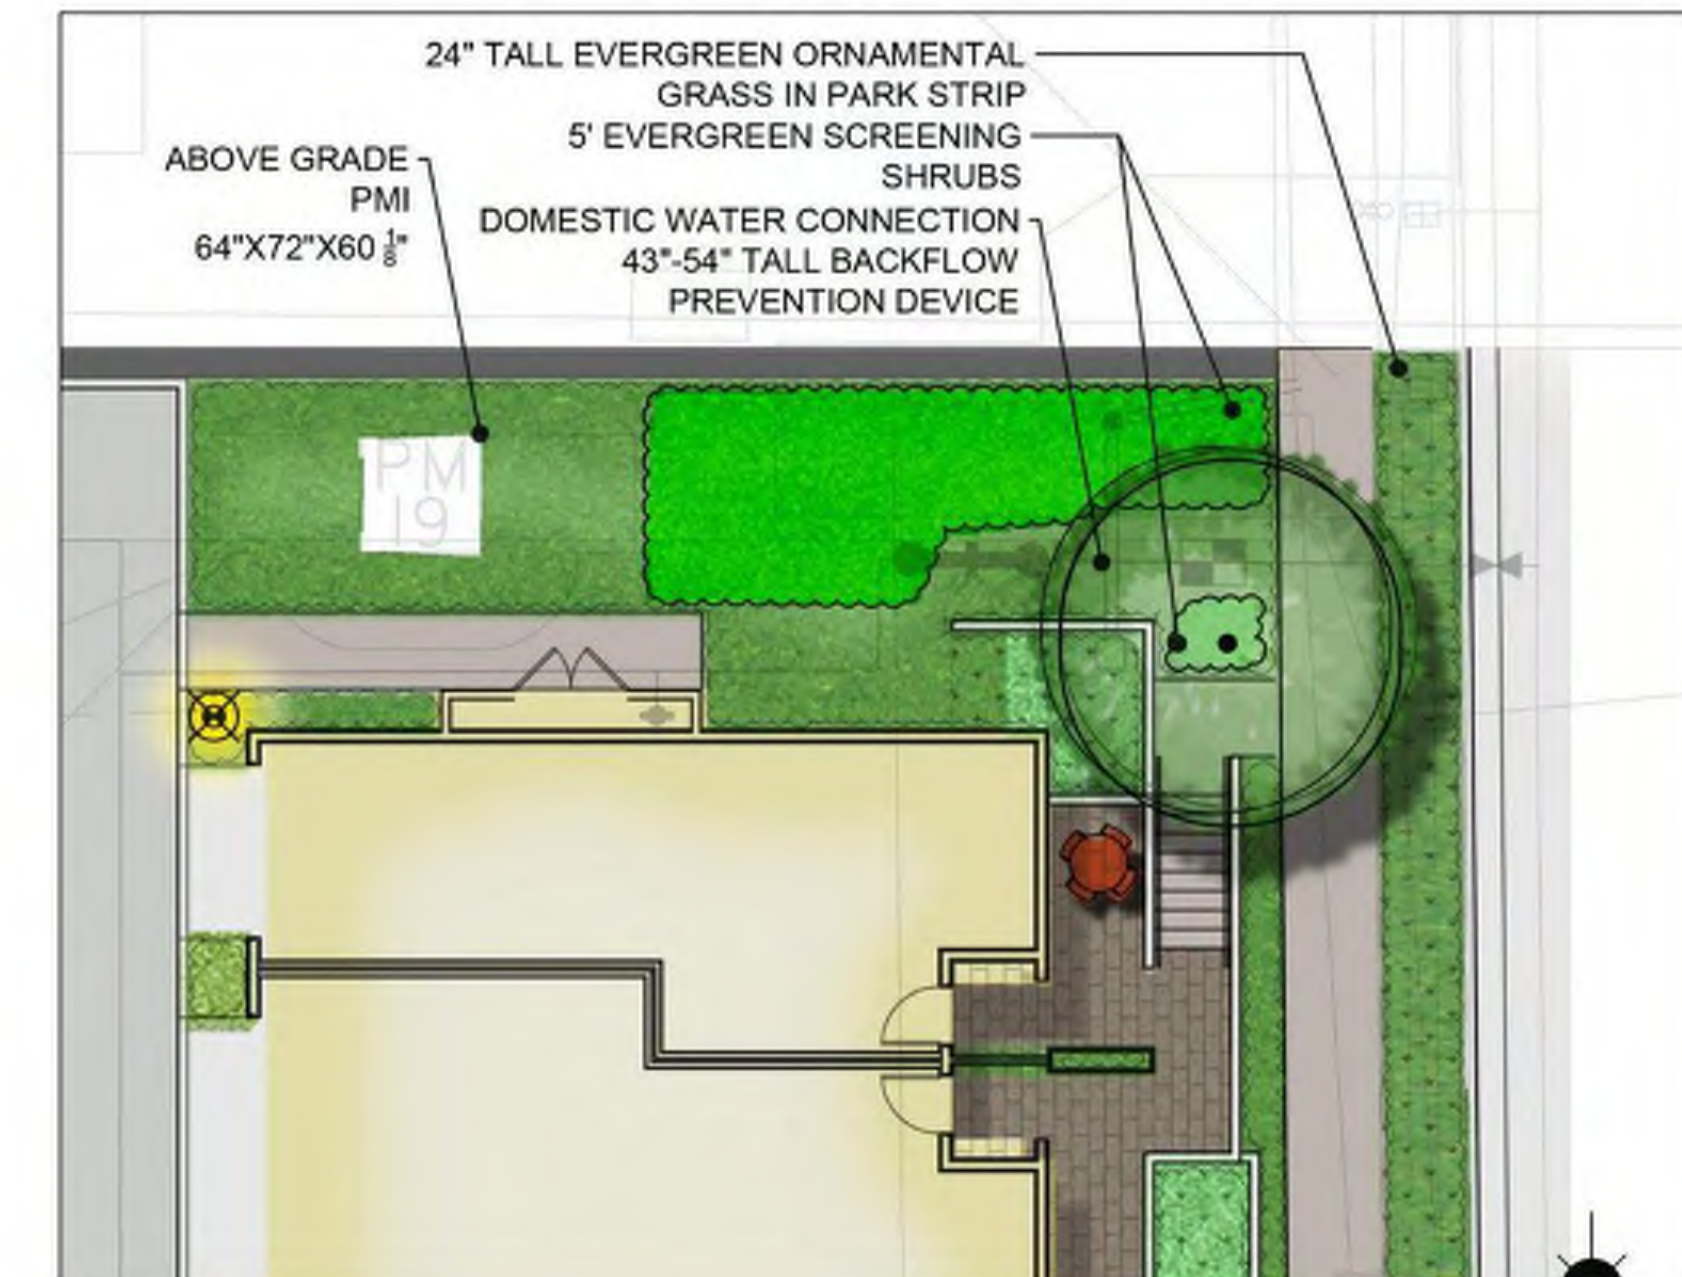 24" TALL EVERGREEN ORNAMENTAL
GRASS IN PARK STRIP
5' EVERGREEN SCREENING
SHRUBS
ABOVE GRADE
PMI
64"X72"X60 1/8"
DOMESTIC WATER CONNECTION
43"-54" TALL BACKFLOW
PREVENTION DEVICE
PM
19